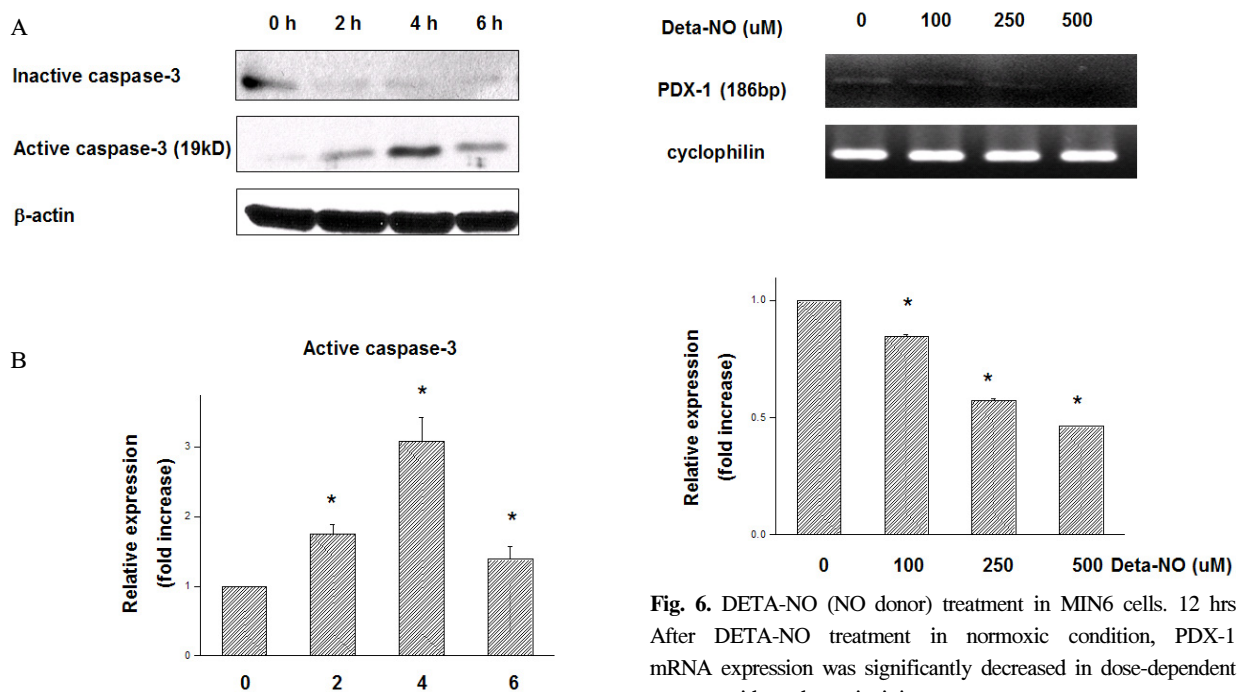 A
0 h 2 h 4 h 6 h
Inactive caspase-3
Active caspase-3 (19kD)
β-actin
B
Active caspase-3
Relative expression
(fold increase)
3
2
1
0
0 2 4 6
Deta-NO (uM) 0 100 250 500
PDX-1 (186bp)
cyclophilin
Relative expression
(fold increase)
1.0
0.5
0.0
* * *
* * *
0 100 250 500 Deta-NO (uM)
Fig. 6. DETA-NO (NO donor) treatment in MIN6 cells. 12 hrs
After DETA-NO treatment in normoxic condition, PDX-1
mRNA expression was significantly decreased in dose-dependent